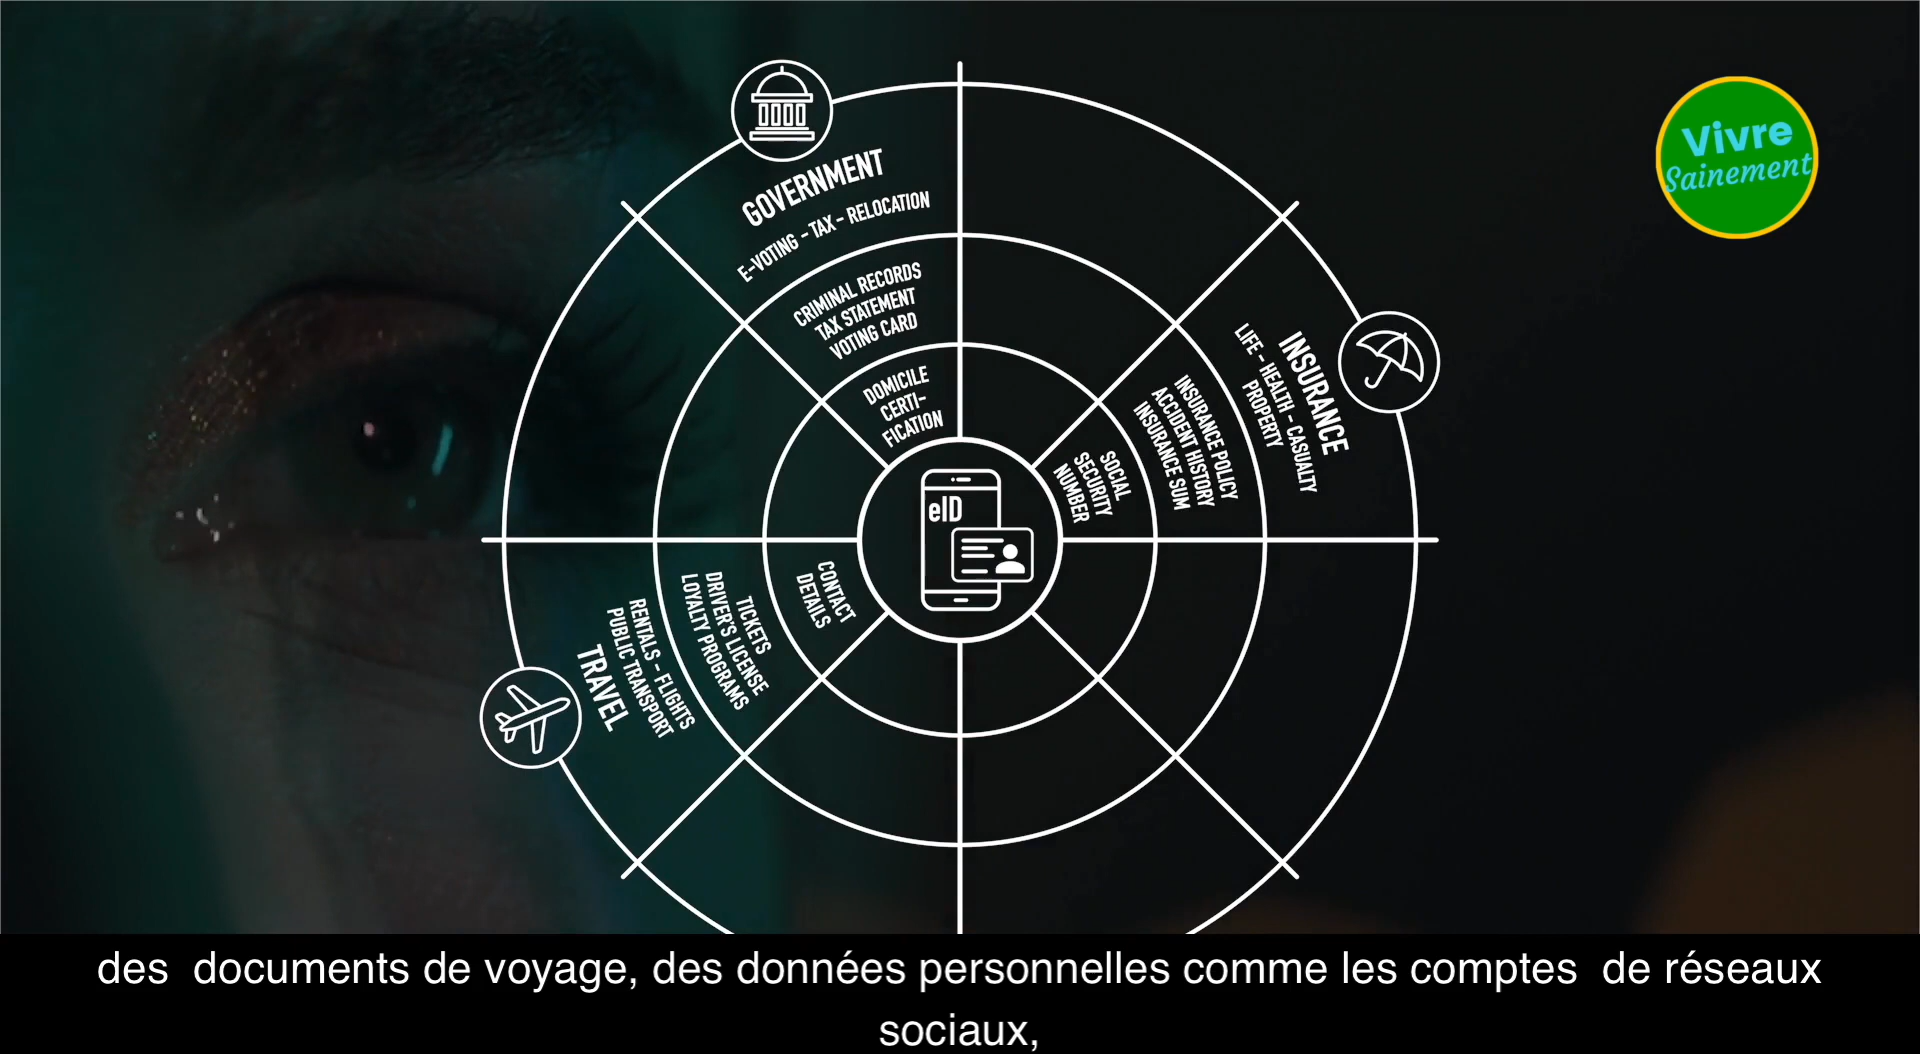 Vivre
Sainement
GOVERNMENT
E-VOTING - TAX - RELOCATION
CRIMINAL RECORDS
TAX STATEMENT
VOTING CARD
DOMICILE
CERTI-
FICATION
INSURANCE
LIFE - HEALTH - CASUALTY
PROPERTY
INSURANCE POLICY
ACCIDENT HISTORY
INSURANCE SUM
SOCIAL
SECURITY
NUMBER
eID
CONTACT
DETAILS
TICKETS
DRIVER'S LICENSE
LOYALTY PROGRAMS
RENTALS - FLIGHTS
PUBLIC TRANSPORT
TRAVEL
des documents de voyage, des données personnelles comme les comptes de réseaux
sociaux,